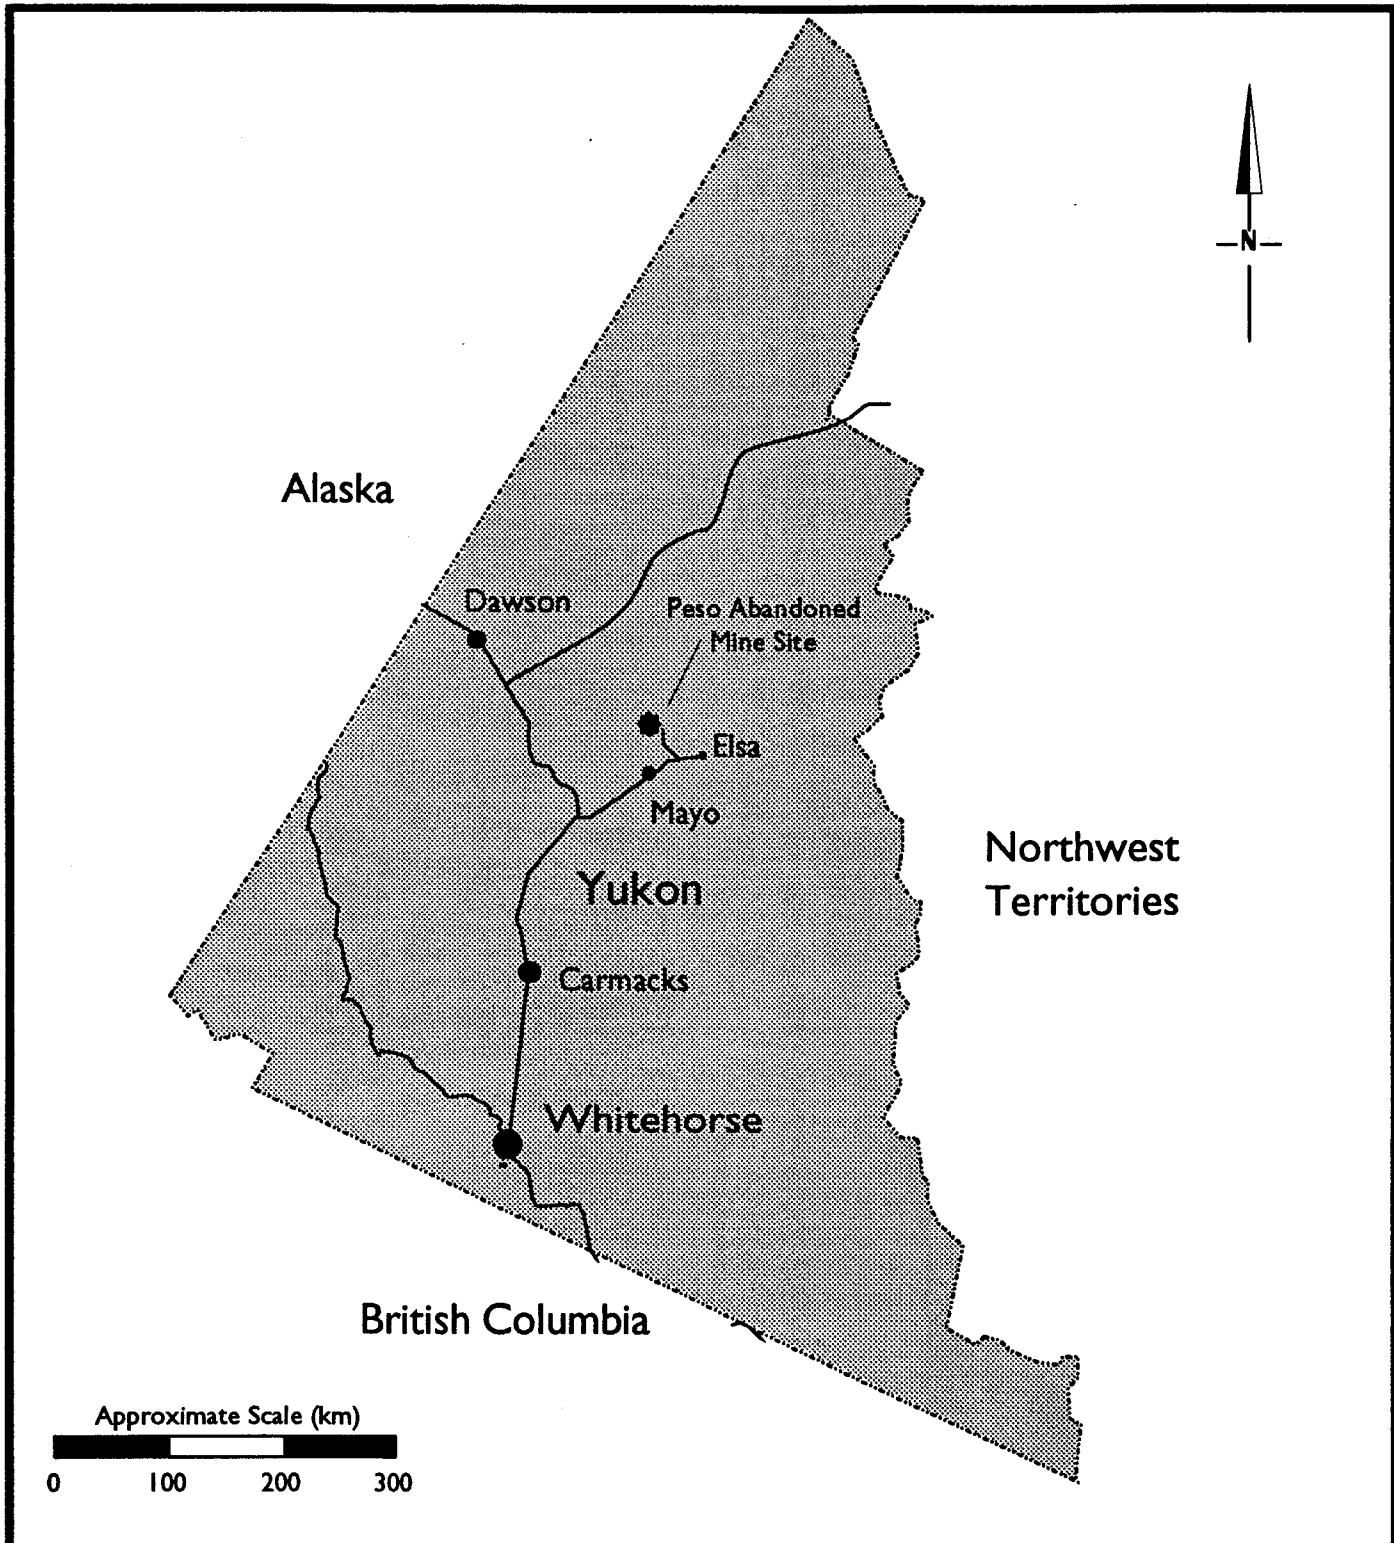 N
Alaska
Dawson
Peso Abandoned
Mine Site
Elsa
Mayo
Northwest
Territories
Yukon
Carmacks
Whitehorse
British Columbia
Approximate Scale (km)
0 100 200 300